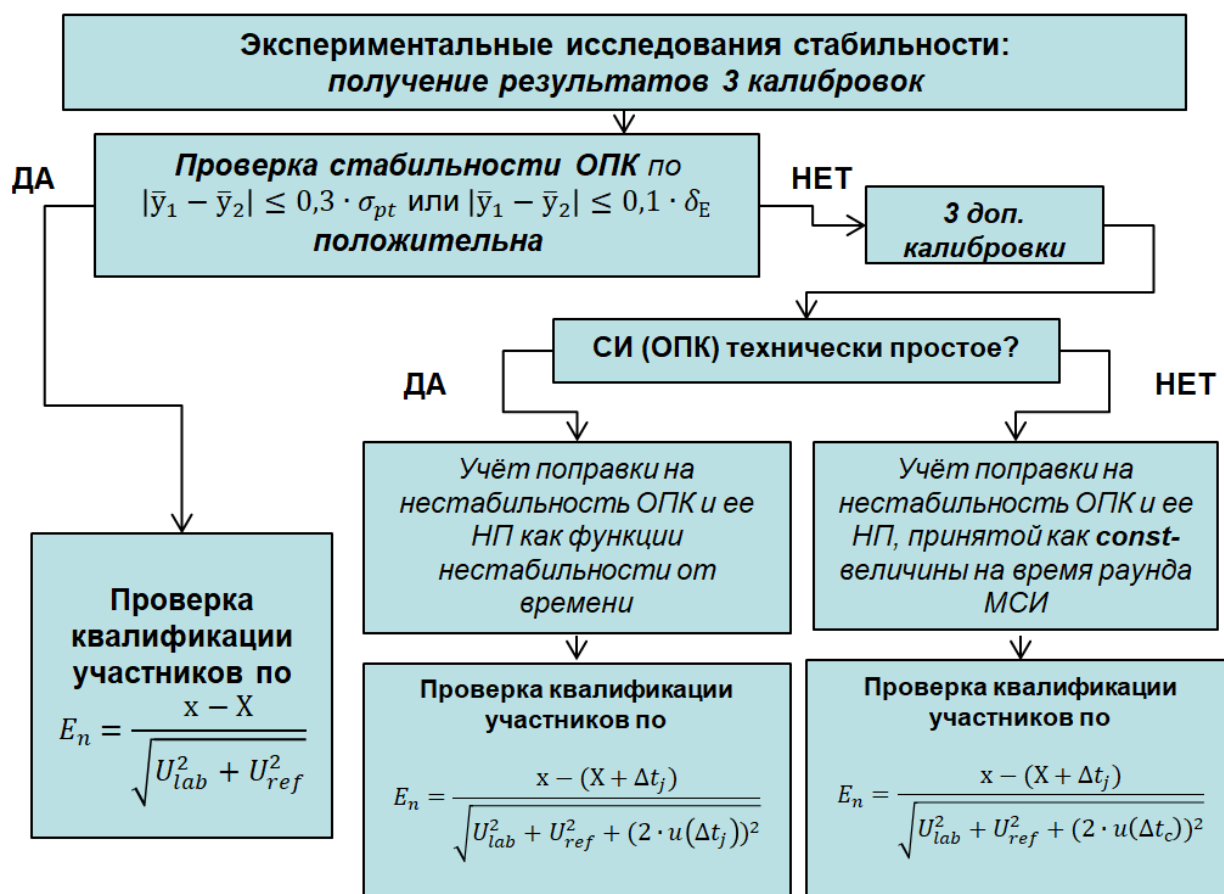 Экспериментальные исследования стабильности:
получение результатов 3 калибровок
ДА
Проверка стабильности ОПК по
|ȳ₁ − ȳ₂| ≤ 0,3 · σₚₜ или |ȳ₁ − ȳ₂| ≤ 0,1 · δ_E
положительна
НЕТ
3 доп.
калибровки
СИ (ОПК) технически простое?
ДА
НЕТ
Учёт поправки на
нестабильность ОПК и ее
НП как функции
нестабильности от
времени
Учёт поправки на
нестабильность ОПК и ее
НП, принятой как const-
величины на время раунда
МСИ
Проверка
квалификации
участников по
E_n = (x − X) / √(U²_lab + U²_ref)
Проверка квалификации
участников по
E_n = (x − (X + Δt_j)) / √(U²_lab + U²_ref + (2 · u(Δt_j))²)
Проверка квалификации
участников по
E_n = (x − (X + Δt_j)) / √(U²_lab + U²_ref + (2 · u(Δt_c))²)